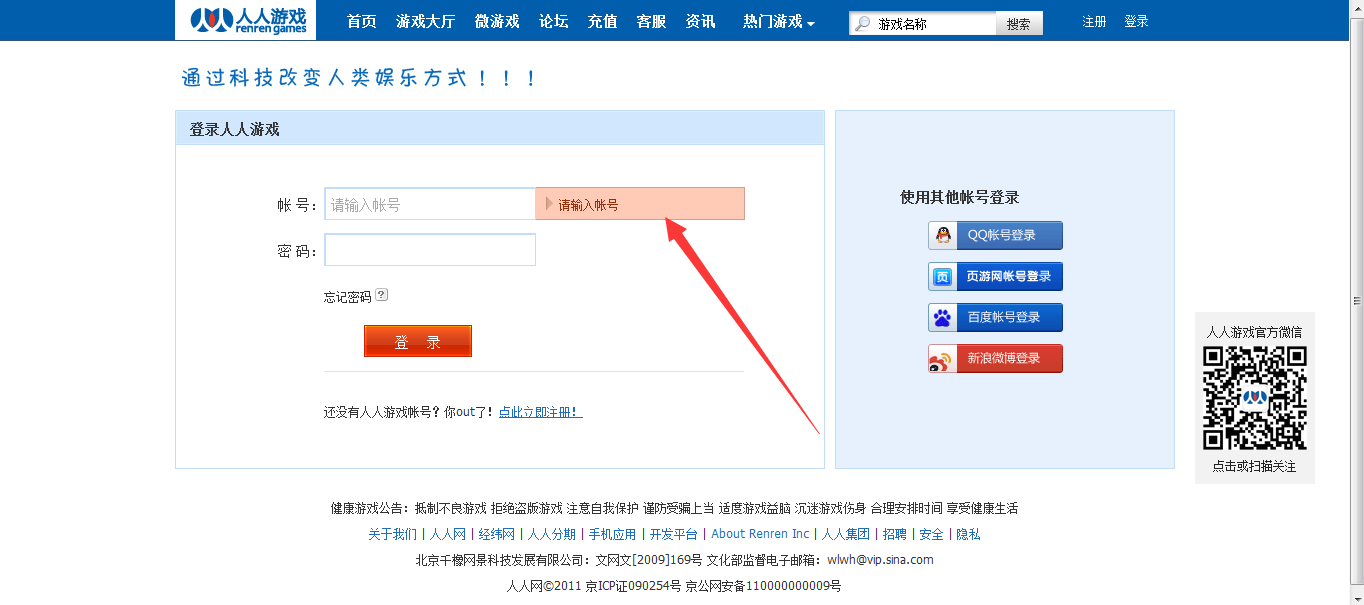 人人游戏
renren games
首页 游戏大厅 微游戏 论坛 充值 客服 资讯 热门游戏
游戏名称 搜索
注册 登录
通过科技改变人类娱乐方式！！！
登录人人游戏
帐 号： 请输入帐号 请输入帐号
密 码：
忘记密码 ?
登 录
还没有人人游戏帐号？你out了！ 点此立即注册！
使用其他帐号登录
QQ帐号登录
页 页游网帐号登录
百度帐号登录
新浪微博登录
人人游戏官方微信
点击或扫描关注
健康游戏公告：抵制不良游戏 拒绝盗版游戏 注意自我保护 谨防受骗上当 适度游戏益脑 沉迷游戏伤身 合理安排时间 享受健康生活
关于我们 | 人人网 | 经纬网 | 人人分期 | 手机应用 | 开发平台 | About Renren Inc | 人人集团 | 招聘 | 安全 | 隐私
北京千橡网景科技发展有限公司：文网文[2009]169号 文化部监督电子邮箱：wlwh@vip.sina.com
人人网©2011 京ICP证090254号 京公网安备110000000009号